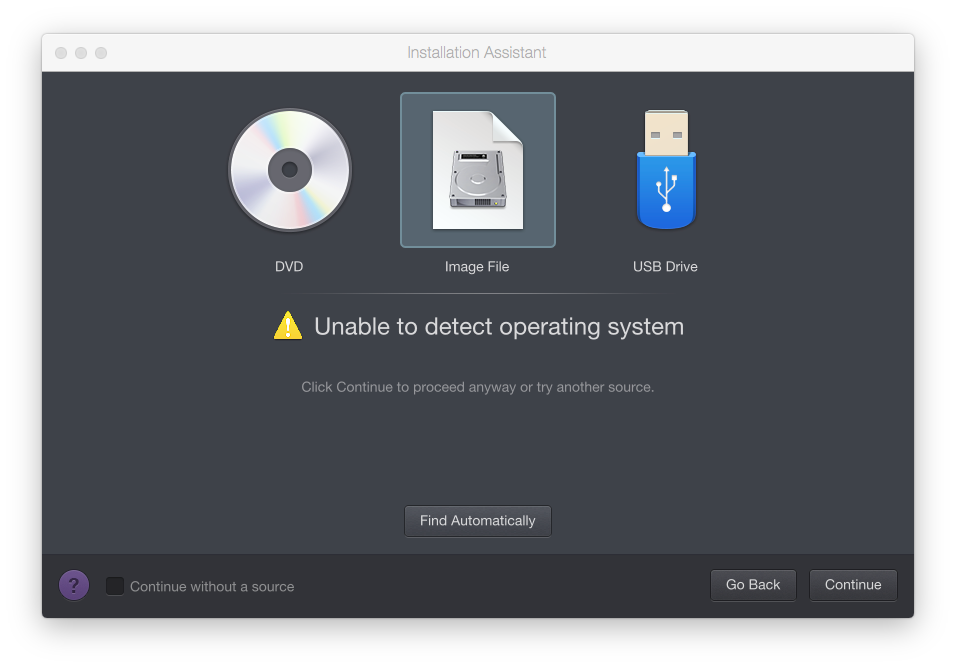 Installation Assistant
DVD
Image File
USB Drive
Unable to detect operating system
Click Continue to proceed anyway or try another source.
Find Automatically
?
Continue without a source
Go Back
Continue